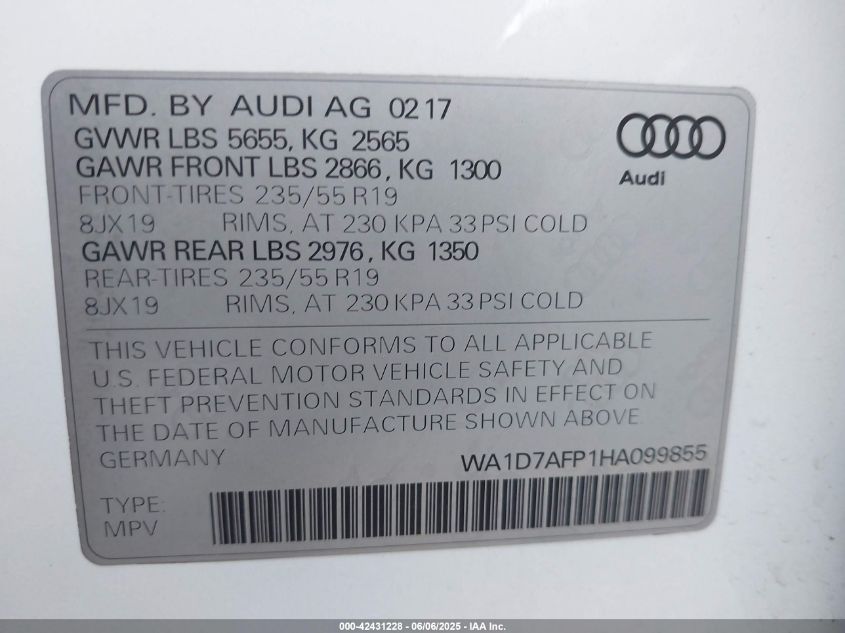 MFD. BY AUDI AG 02 17
GVWR LBS 5655, KG 2565
GAWR FRONT LBS 2866, KG 1300
FRONT-TIRES 235/55 R19
8JX19 RIMS, AT 230 KPA 33 PSI COLD
GAWR REAR LBS 2976, KG 1350
REAR-TIRES 235/55 R19
8JX19 RIMS, AT 230 KPA 33 PSI COLD
Audi
THIS VEHICLE CONFORMS TO ALL APPLICABLE
U.S. FEDERAL MOTOR VEHICLE SAFETY AND
THEFT PREVENTION STANDARDS IN EFFECT ON
THE DATE OF MANUFACTURE SHOWN ABOVE.
GERMANY WA1D7AFP1HA099855
TYPE:
MPV
000-42431228 - 06/06/2025 - IAA Inc.